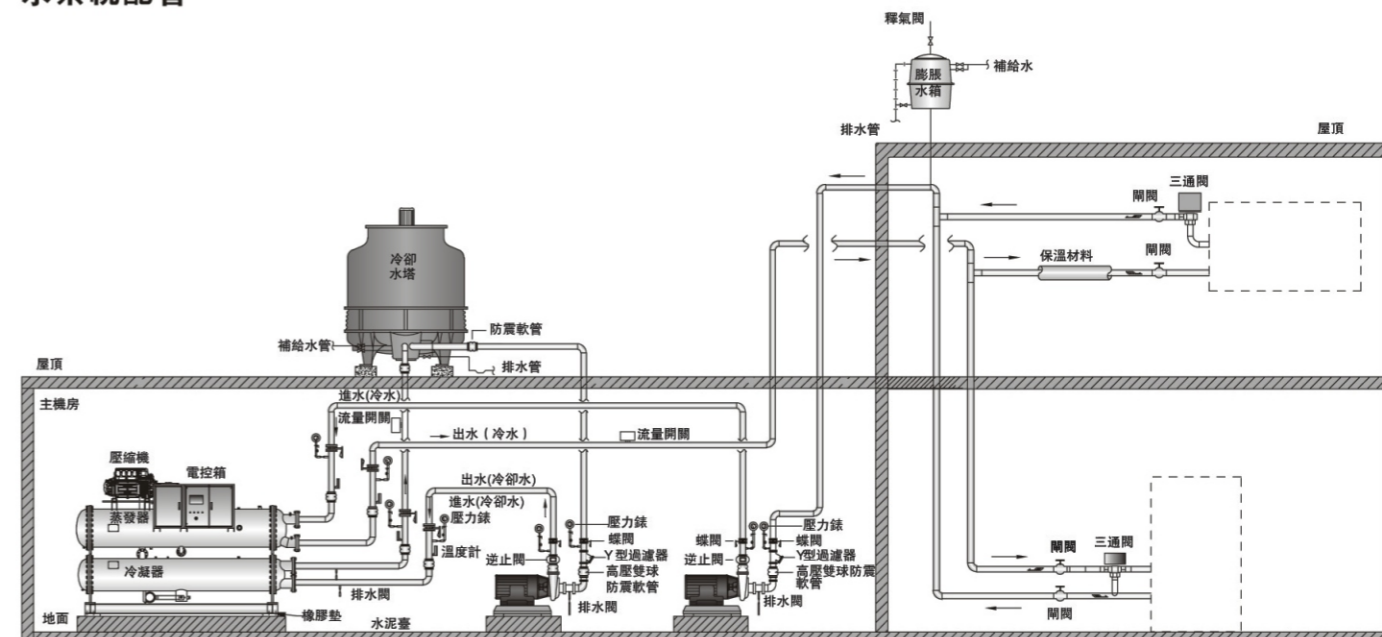 釋氣閥
膨脹
水箱
補給水
排水管
屋頂
三通閥
閘閥
保溫材料
閘閥
冷卻
水塔
防震軟管
補給水管
排水管
屋頂
主機房
進水(冷水)
流量開關
出水（冷水）
流量開關
壓縮機
電控箱
蒸發器
冷凝器
出水(冷卻水)
進水(冷卻水)
壓力錶
溫度計
排水閥
壓力錶
蝶閥
逆止閥
Y型過濾器
高壓雙球
防震軟管
排水閥
壓力錶
蝶閥
蝶閥
逆止閥
Y型過濾器
高壓雙球防震
軟管
排水閥
閘閥
三通閥
閘閥
地面
橡膠墊
水泥臺